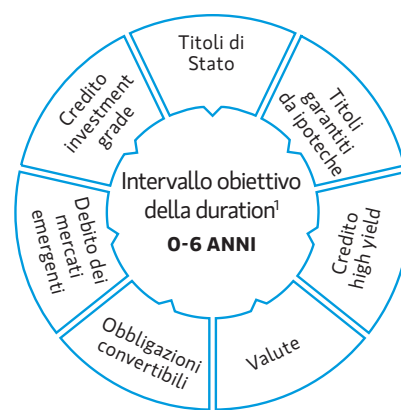 Titoli di
Stato
Titoli
garantiti
da ipoteche
Credito
high yield
Valute
Obbligazioni
convertibili
Debito dei
mercati
emergenti
Credito
investment
grade
Intervallo obiettivo
della duration¹
0-6 ANNI